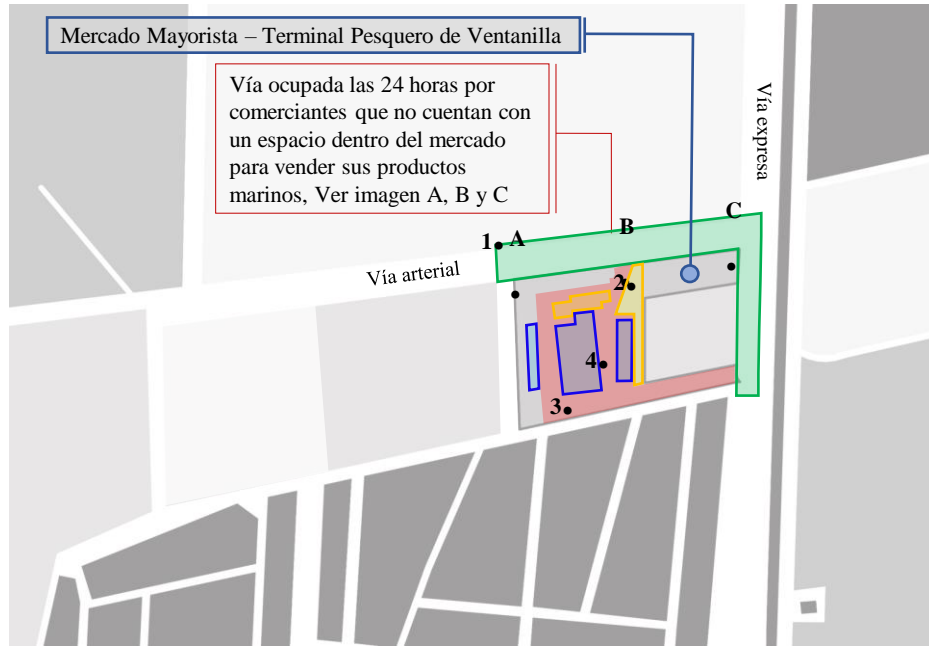 Mercado Mayorista – Terminal Pesquero de Ventanilla
Vía ocupada las 24 horas por
comerciantes que no cuentan con
un espacio dentro del mercado
para vender sus productos
marinos, Ver imagen A, B y C
Vía expresa
C
B
1 A
Vía arterial
2
4
3